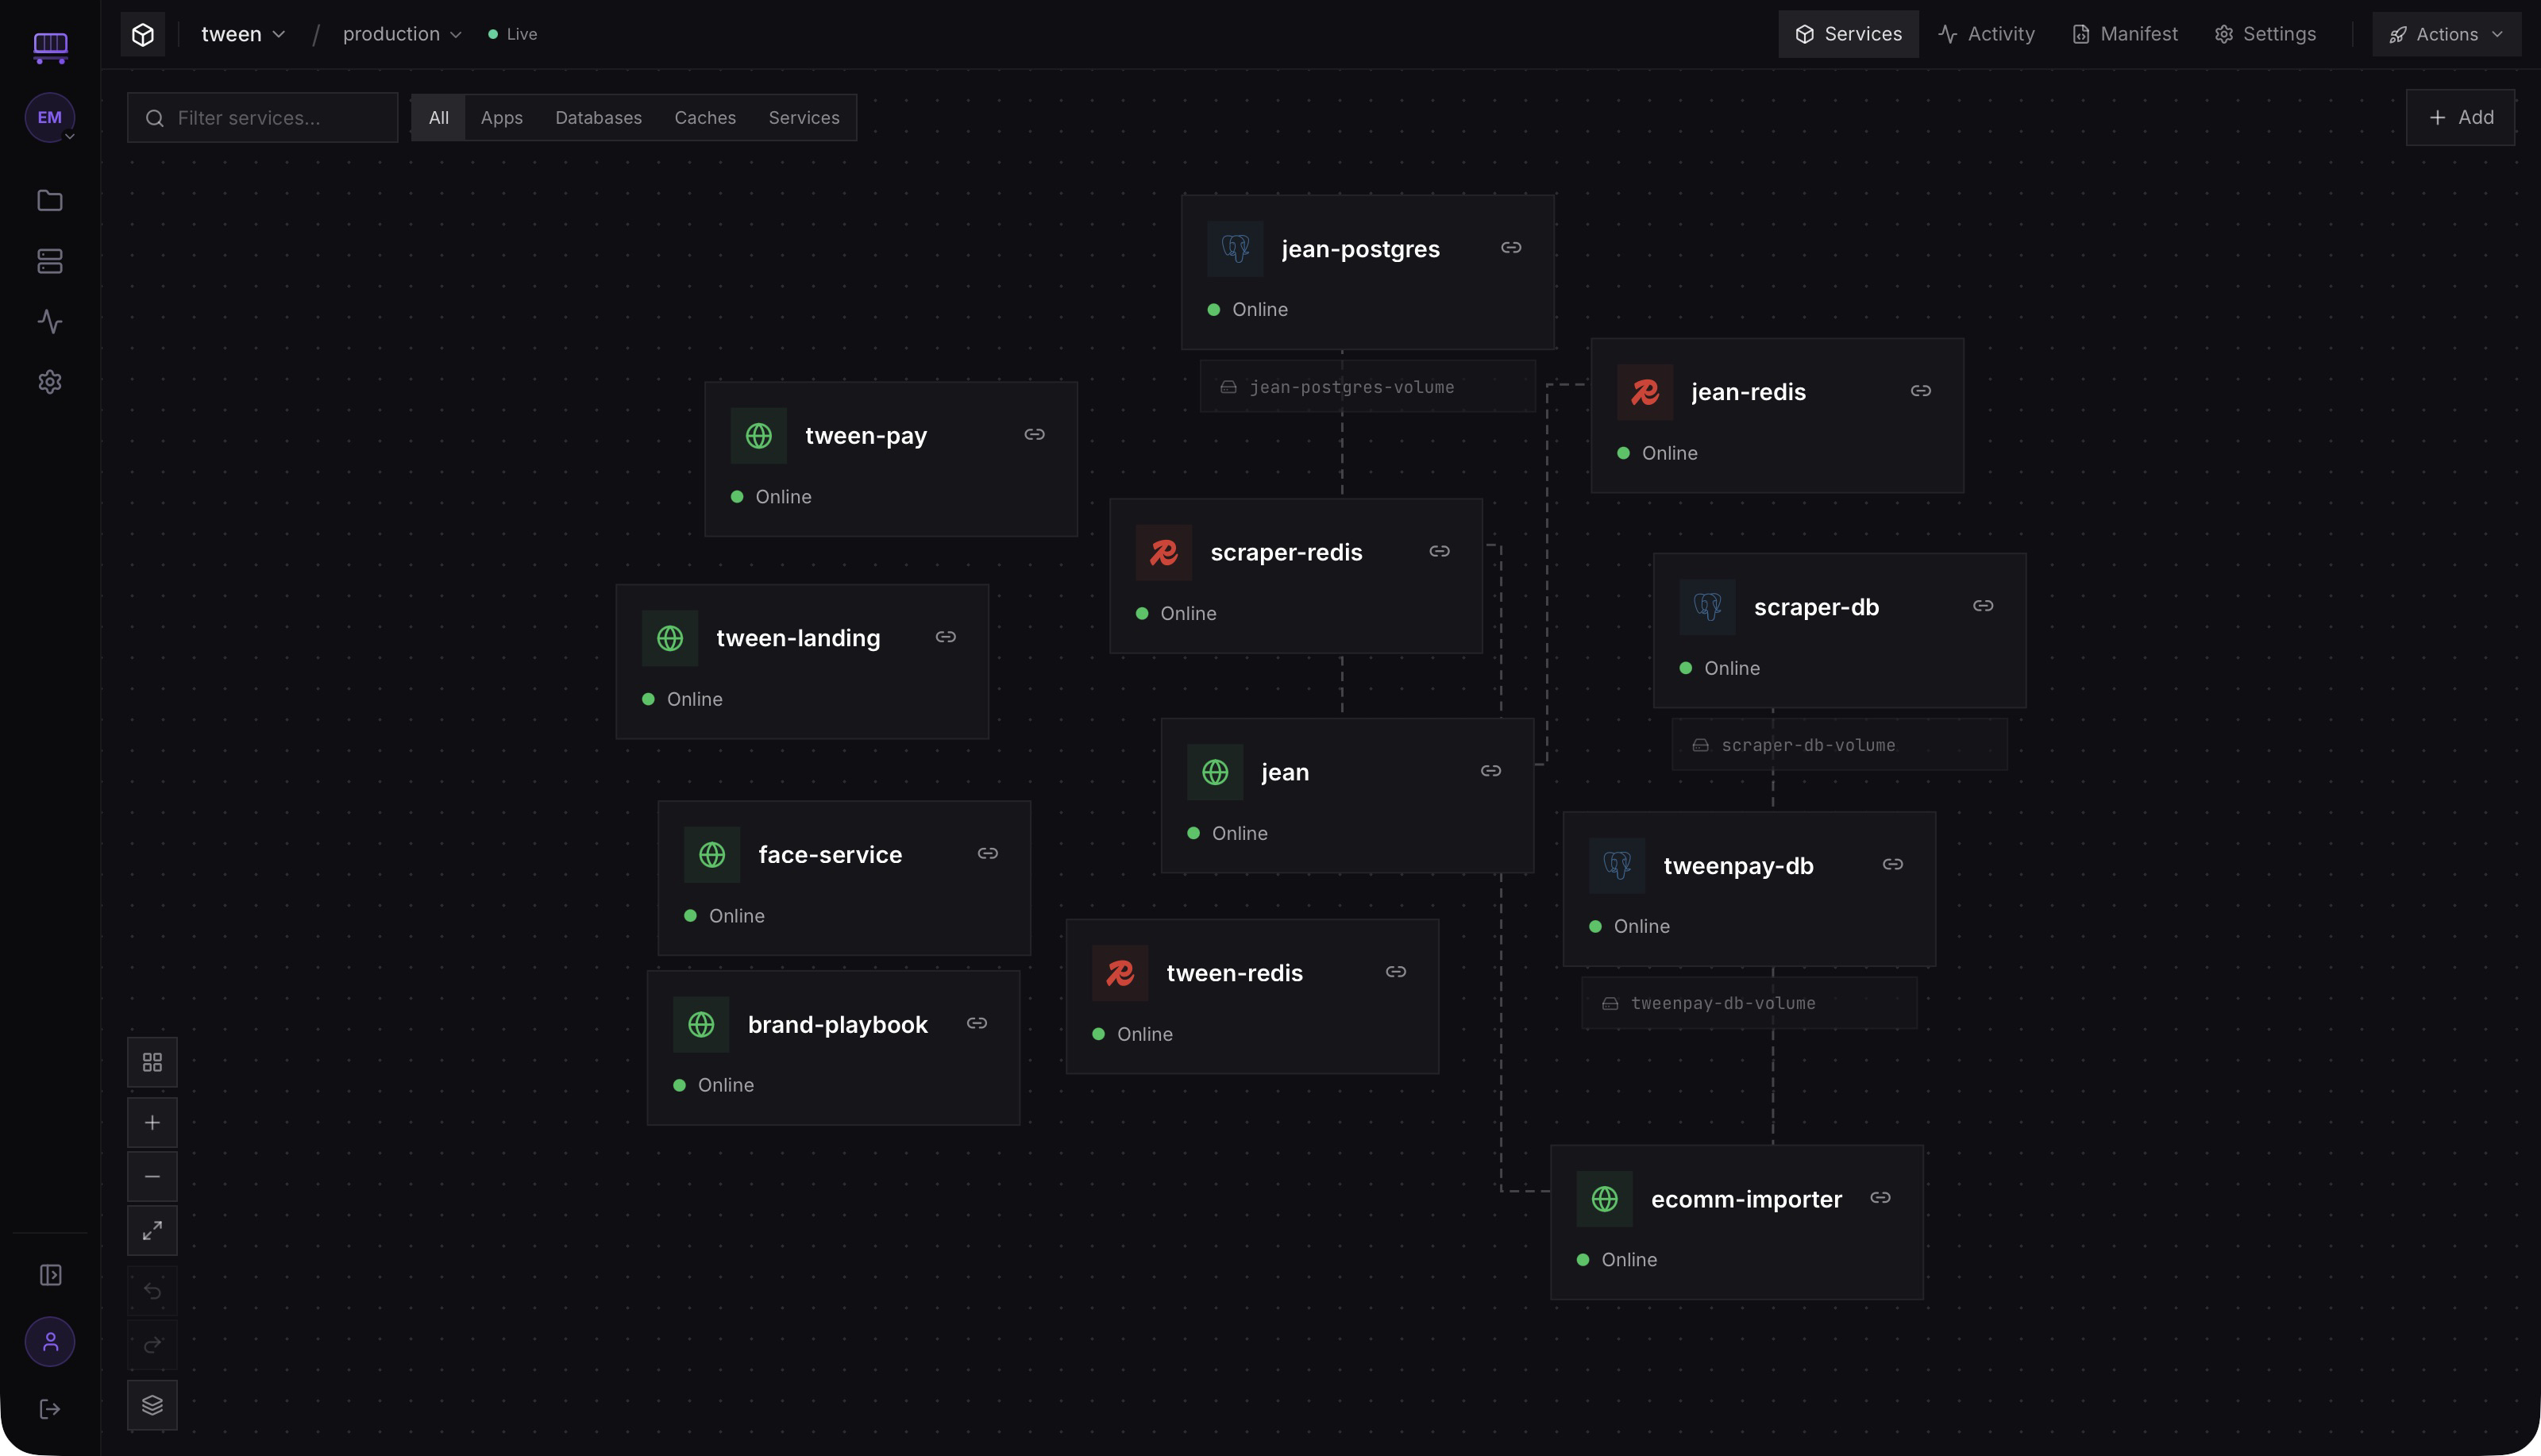 tween / production Live
Services Activity Manifest Settings Actions
EM
Filter services...
All Apps Databases Caches Services
Add
jean-postgres
Online
jean-postgres-volume
jean-redis
Online
tween-pay
Online
scraper-redis
Online
scraper-db
Online
scraper-db-volume
tween-landing
Online
jean
Online
face-service
Online
tweenpay-db
Online
tweenpay-db-volume
tween-redis
Online
brand-playbook
Online
ecomm-importer
Online